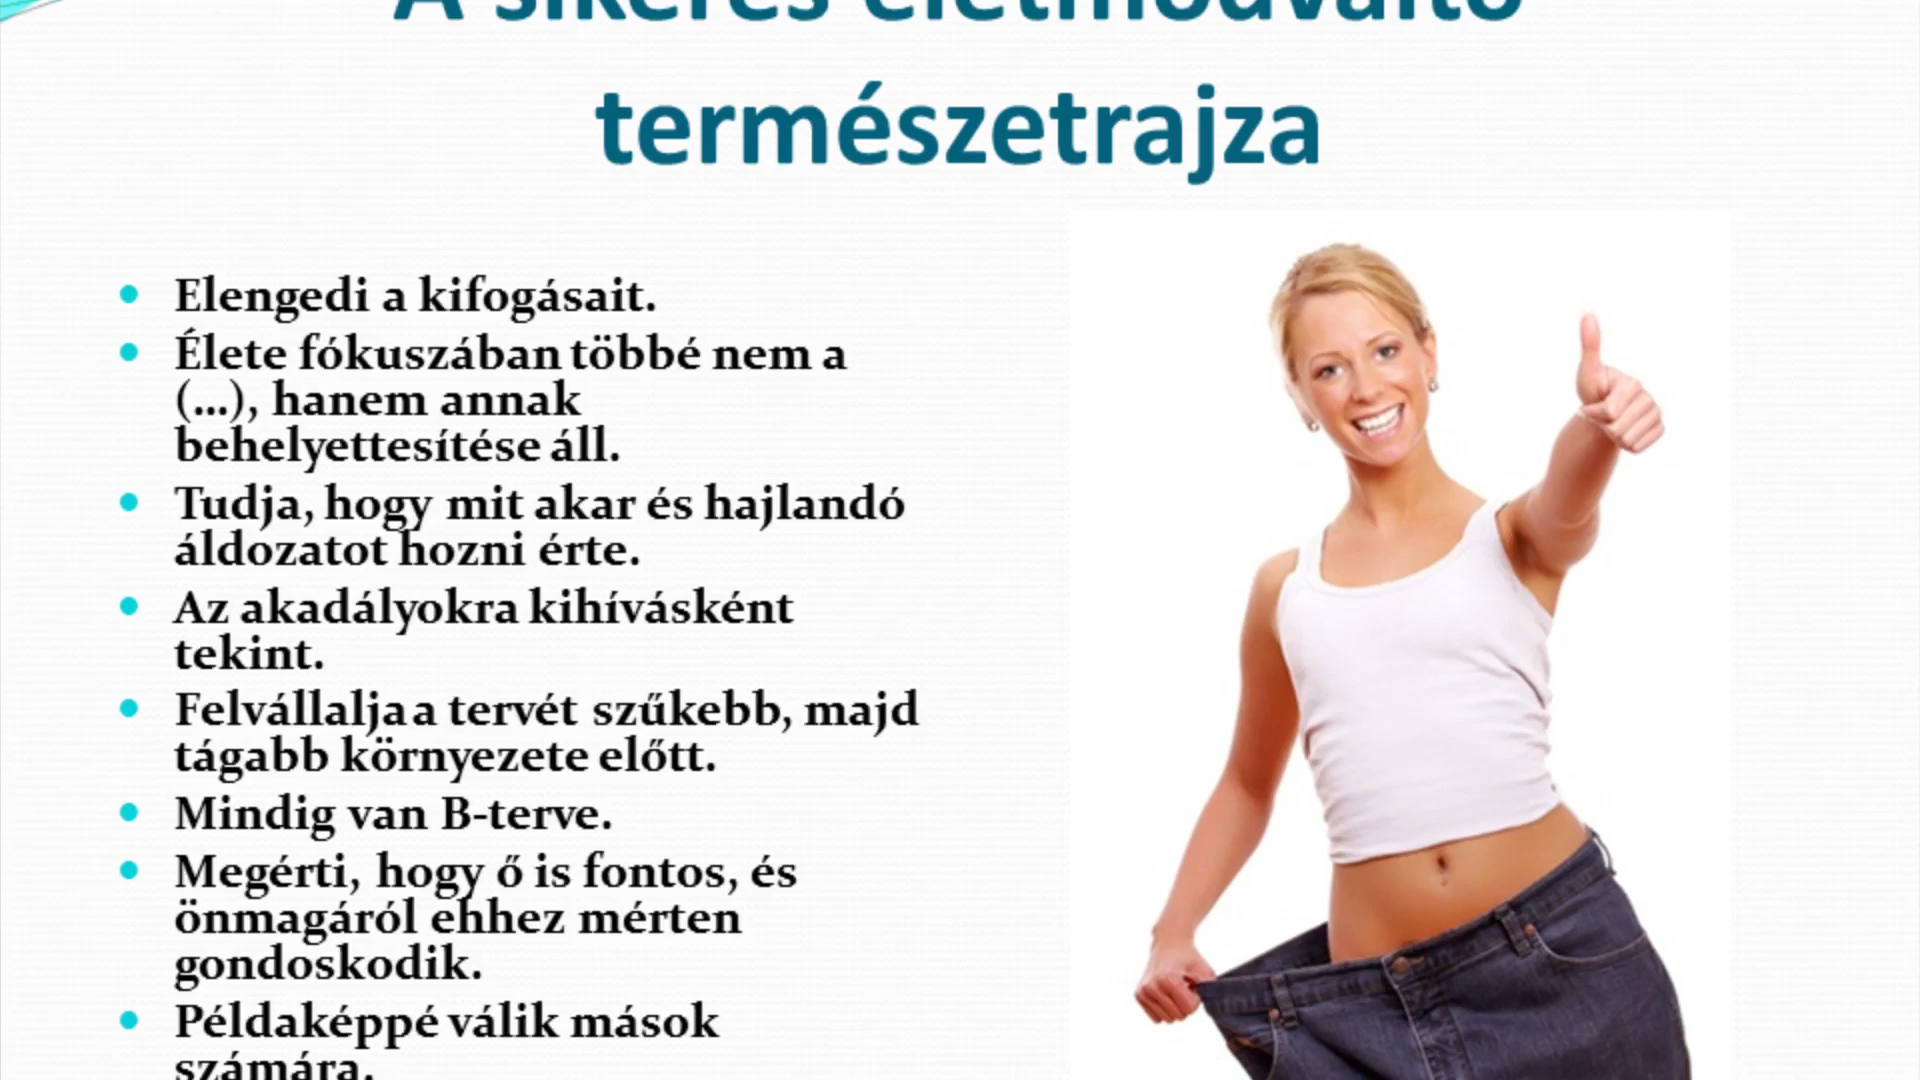 A sikeres életmódváltó
természetrajza
Elengedi a kifogásait.
Élete fókuszában többé nem a
(...), hanem annak
behelyettesítése áll.
Tudja, hogy mit akar és hajlandó
áldozatot hozni érte.
Az akadályokra kihívásként
tekint.
Felvállalja a tervét szűkebb, majd
tágabb környezete előtt.
Mindig van B-terve.
Megérti, hogy ő is fontos, és
önmagáról ehhez mérten
gondoskodik.
Példaképpé válik mások
számára.